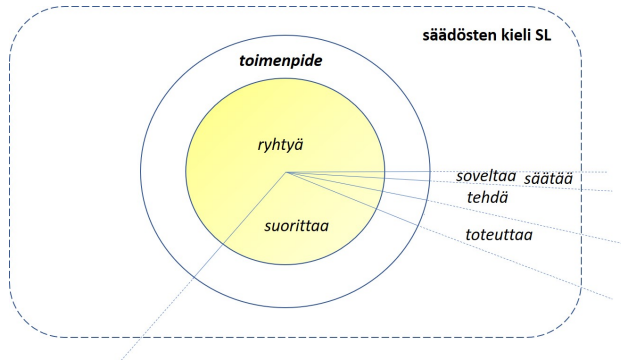 säädösten kieli SL
toimenpide
ryhtyä
soveltaa säätää
tehdä
suorittaa
toteuttaa